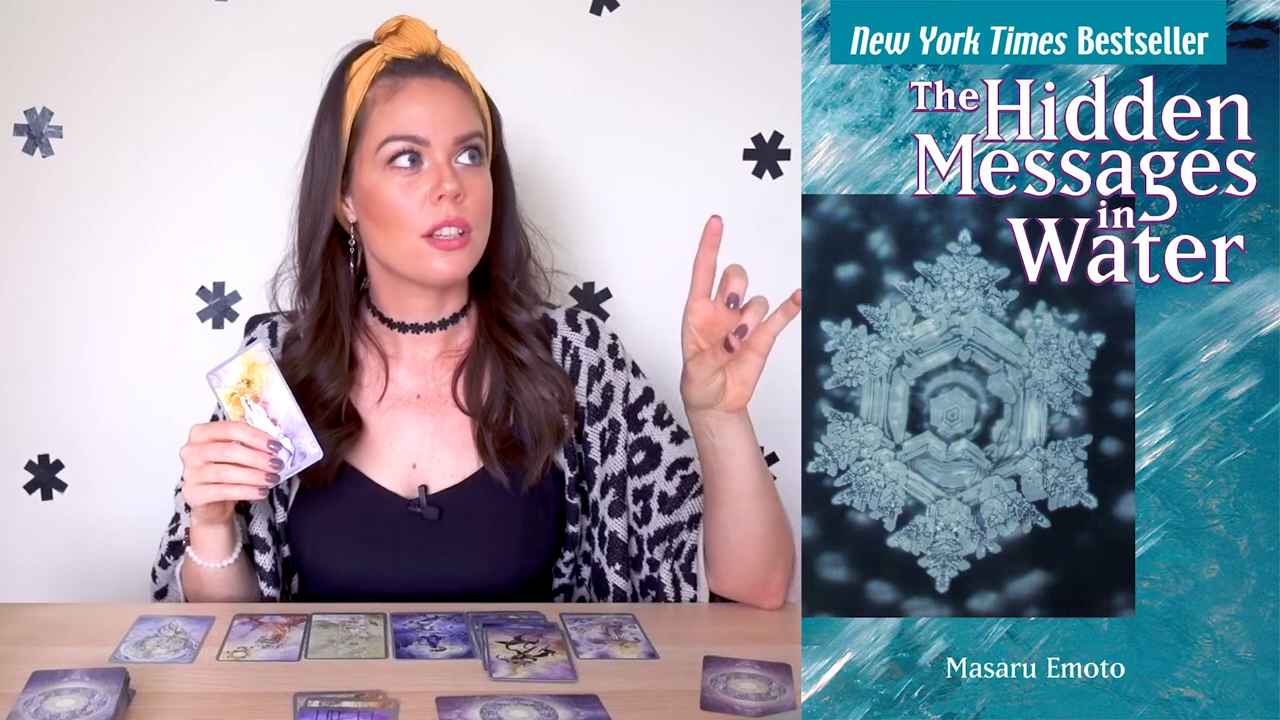 New York Times Bestseller
The Hidden
Messages
in
Water
Masaru Emoto